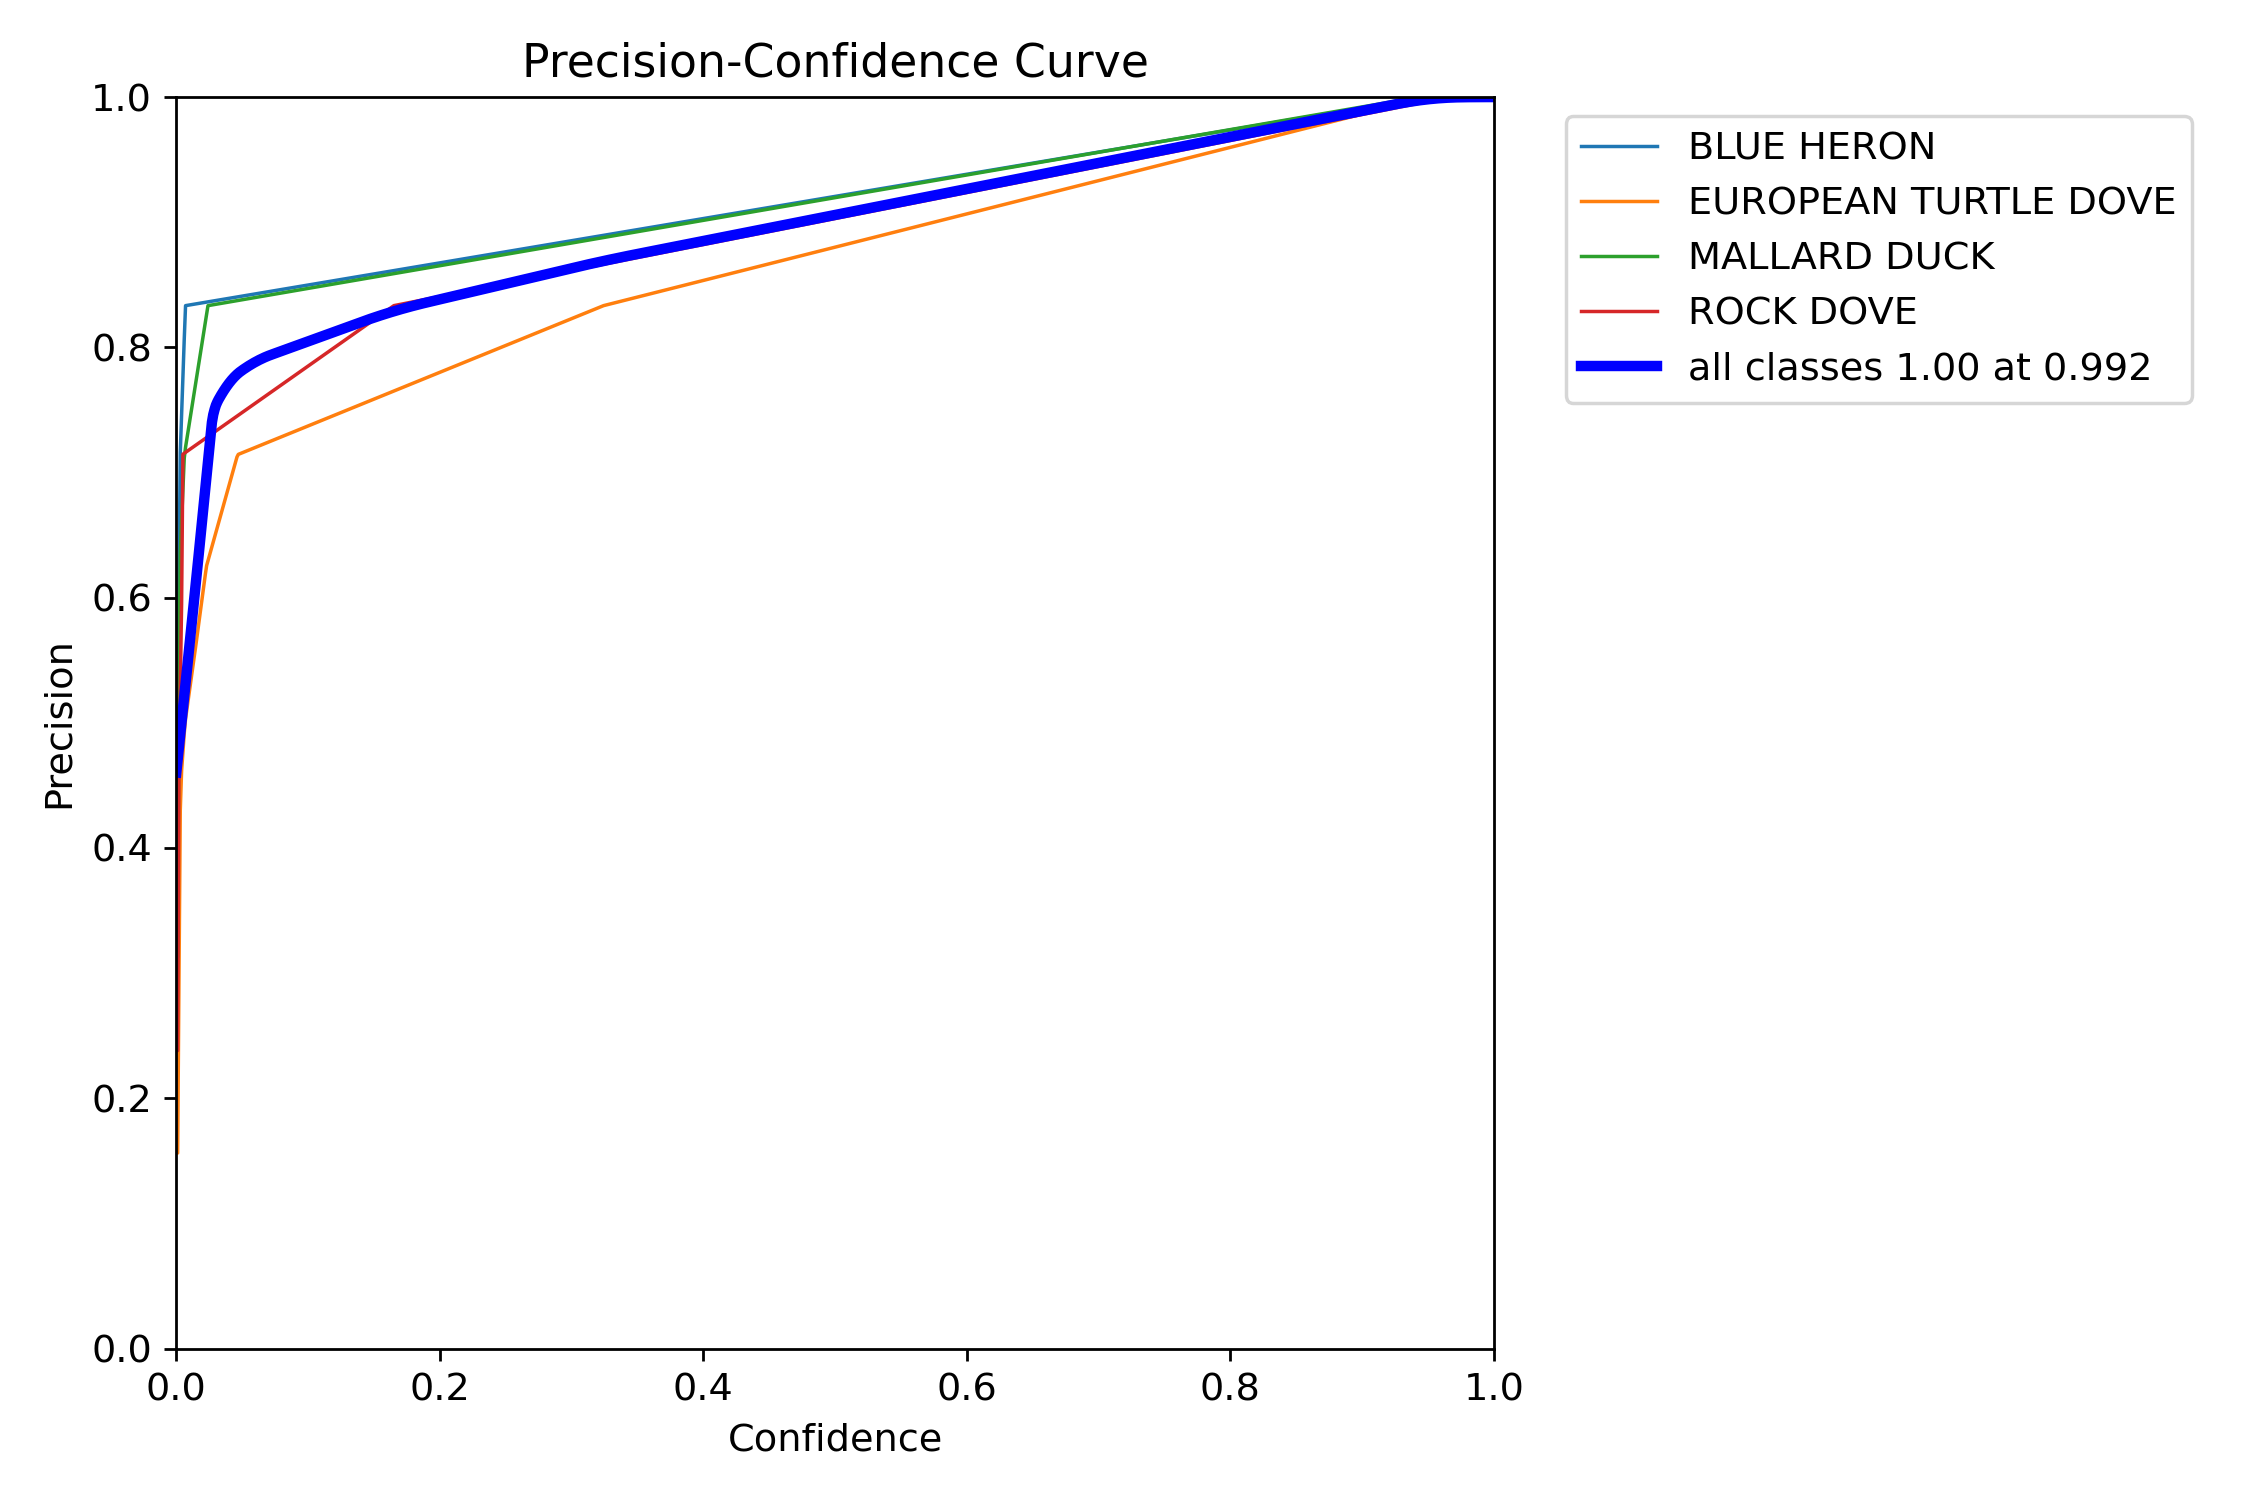 Precision-Confidence Curve
1.0
0.8
0.6
0.4
0.2
0.0
Precision
0.0 0.2 0.4 0.6 0.8 1.0
Confidence
BLUE HERON
EUROPEAN TURTLE DOVE
MALLARD DUCK
ROCK DOVE
all classes 1.00 at 0.992